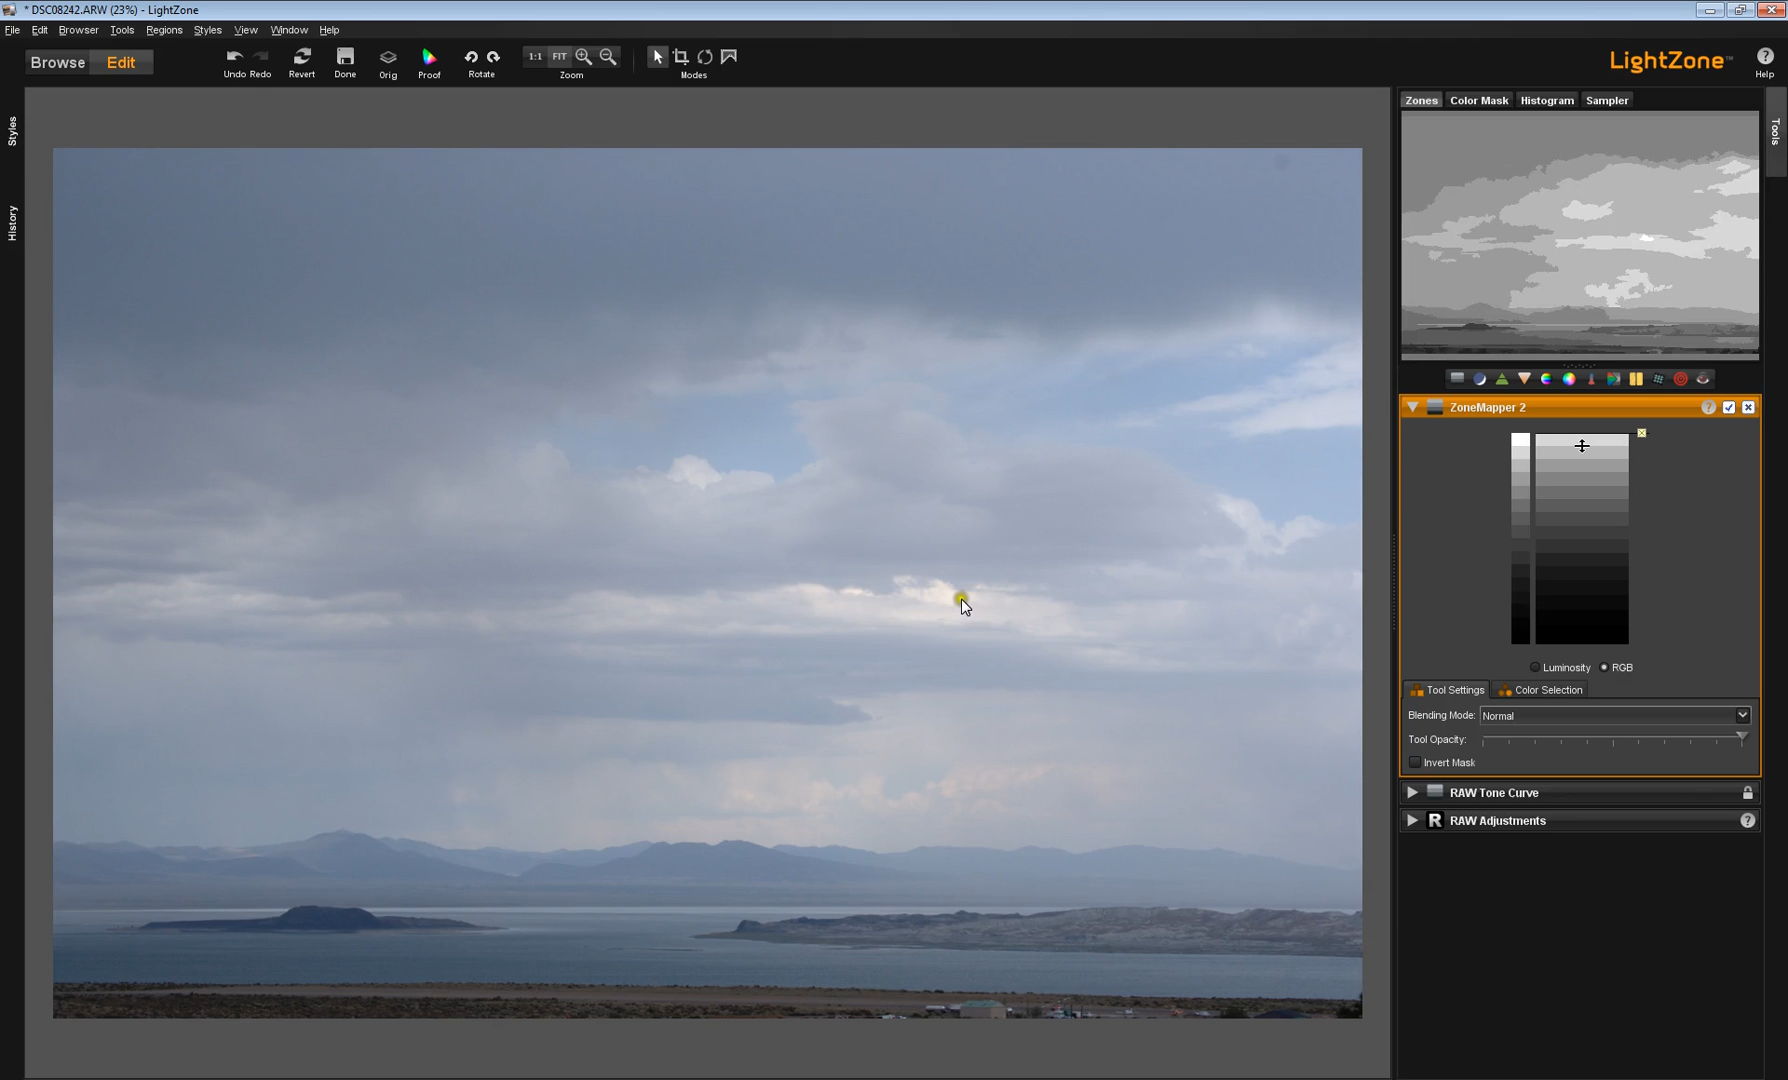 * DSC08242.ARW (23%) - LightZone
File Edit Browser Tools Regions Styles View Window Help
Browse Edit
Undo Redo Revert Done Orig Proof Rotate
1:1 FIT
Zoom
Modes
LightZone™
? Help
Styles
History
Zones Color Mask Histogram Sampler
Tools
ZoneMapper 2 ?
Luminosity RGB
Tool Settings Color Selection
Blending Mode: Normal
Tool Opacity:
Invert Mask
RAW Tone Curve
R RAW Adjustments ?